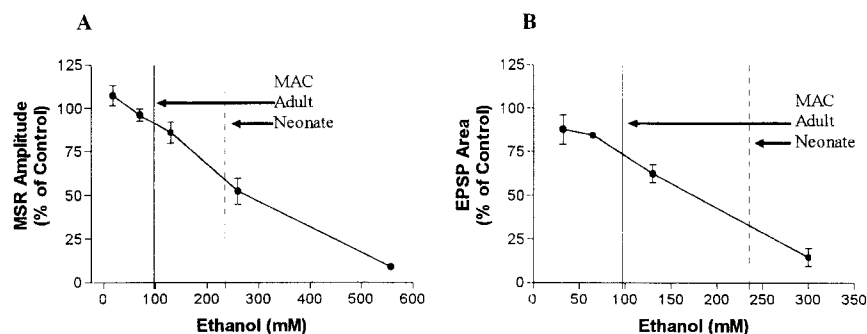 A
MSR Amplitude
(% of Control)
125
100
75
50
25
0
MAC
Adult
Neonate
0 100 200 300 400 500 600
Ethanol (mM)
B
EPSP Area
(% of Control)
125
100
75
50
25
0
MAC
Adult
Neonate
0 50 100 150 200 250 300 350
Ethanol (mM)